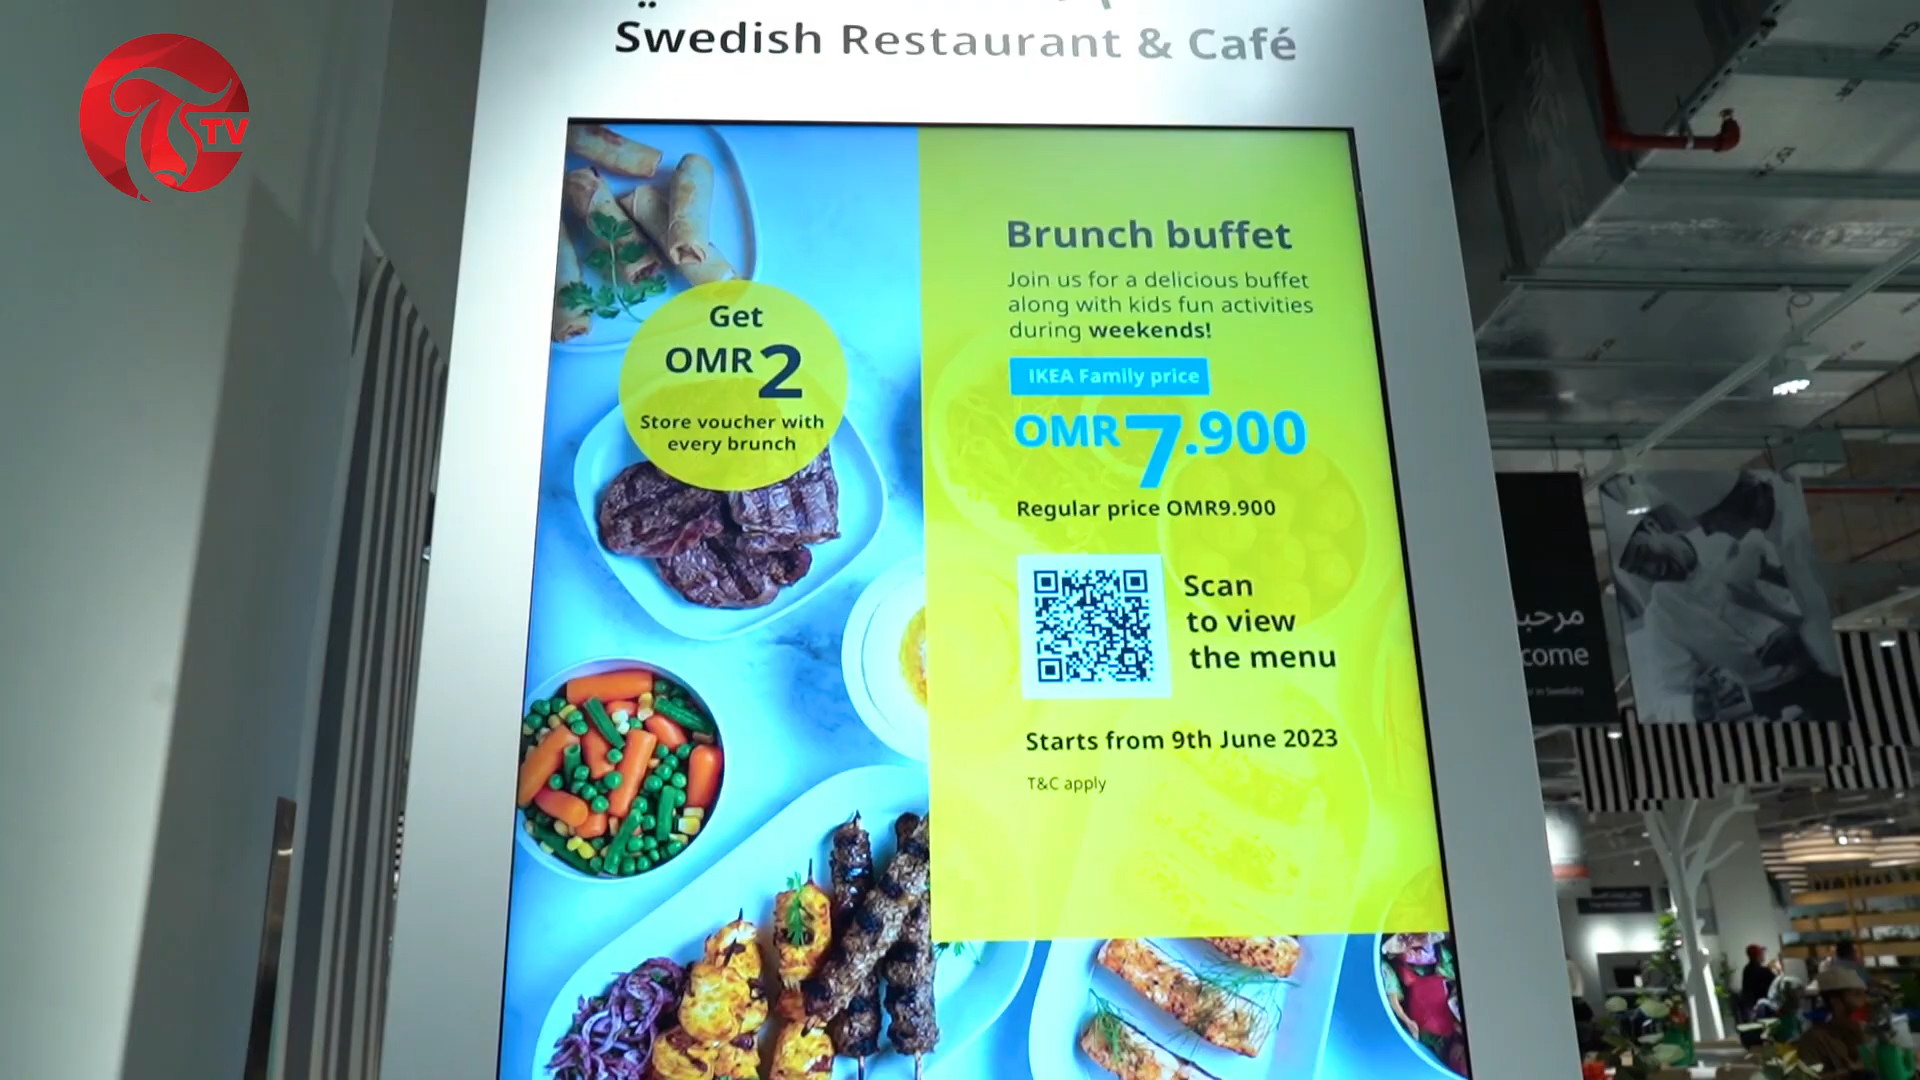 TV
Swedish Restaurant & Café
Get
OMR 2
Store voucher with
every brunch
Brunch buffet
Join us for a delicious buffet
along with kids fun activities
during weekends!
IKEA Family price
OMR 7.900
Regular price OMR9.900
Scan
to view
the menu
Starts from 9th June 2023
T&C apply
come
in Swedish)